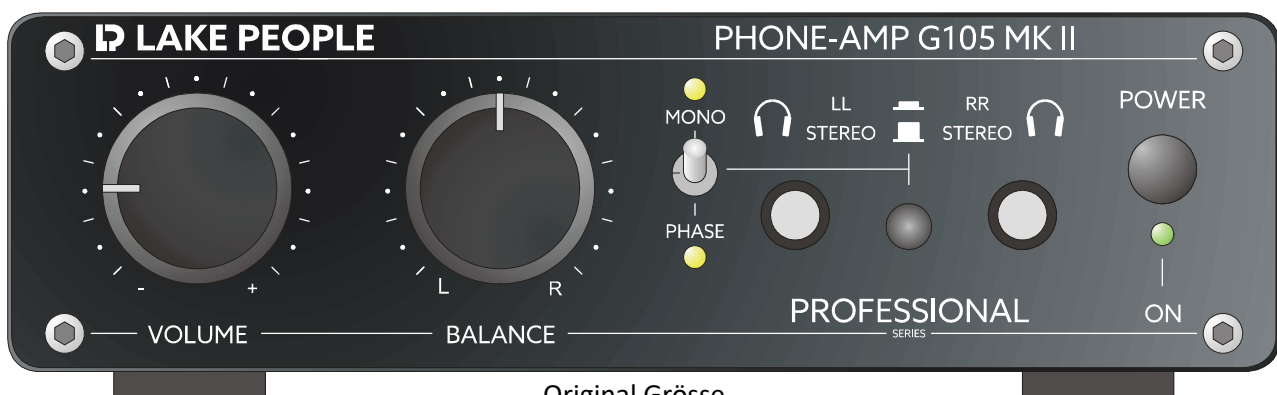 LAKE PEOPLE
PHONE-AMP G105 MK II
MONO
LL
STEREO
RR
STEREO
POWER
PHASE
- +
L R
VOLUME
BALANCE
PROFESSIONAL
SERIES
ON
Original Grösse